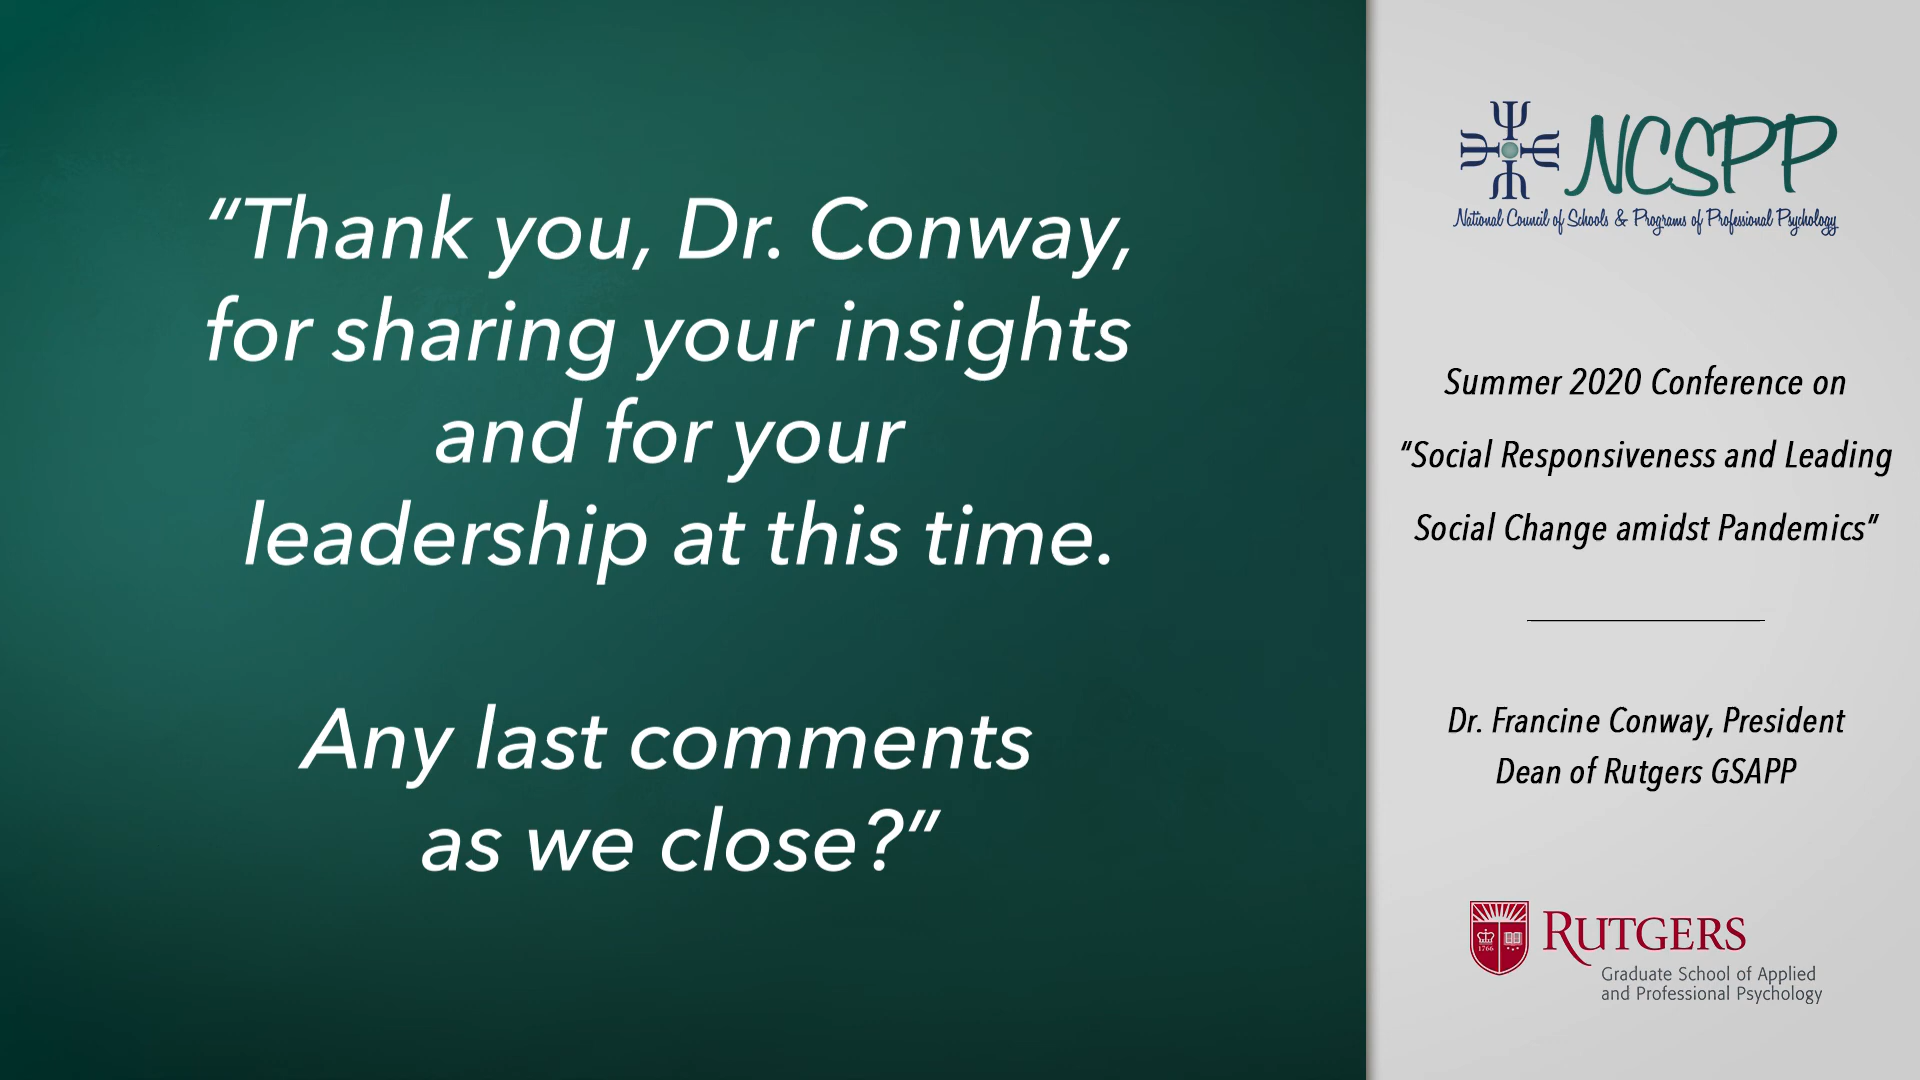 “Thank you, Dr. Conway,
for sharing your insights
and for your
leadership at this time.
Any last comments
as we close?”
NCSPP
National Council of Schools & Programs of Professional Psychology
Summer 2020 Conference on
“Social Responsiveness and Leading
Social Change amidst Pandemics”
Dr. Francine Conway, President
Dean of Rutgers GSAPP
1766
RUTGERS
Graduate School of Applied
and Professional Psychology